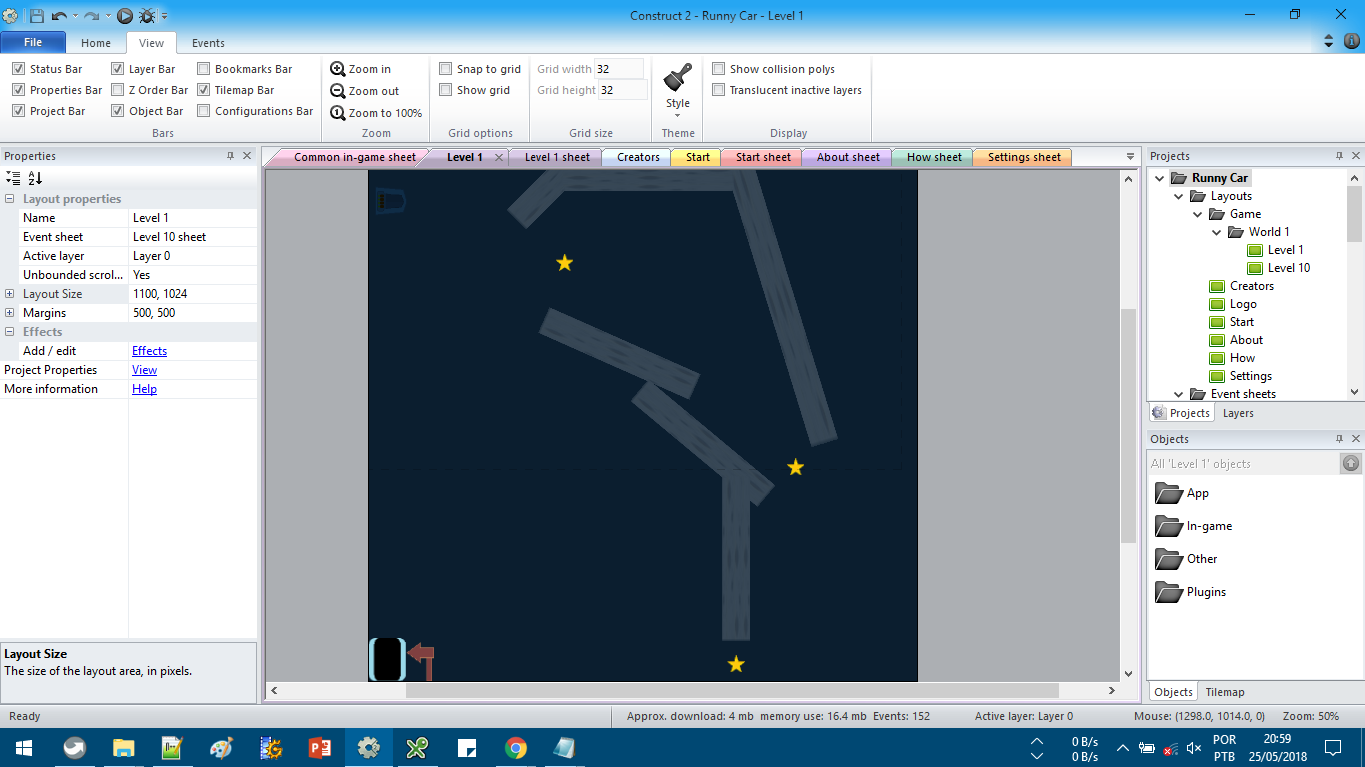 Construct 2 - Runny Car - Level 1
File Home View Events
Status Bar Layer Bar Bookmarks Bar Zoom in Snap to grid Grid width 32 Show collision polys
Properties Bar Z Order Bar Tilemap Bar Zoom out Show grid Grid height 32 Style Translucent inactive layers
Project Bar Object Bar Configurations Bar Zoom to 100%
Bars Zoom Grid options Grid size Theme Display
Properties
Layout properties
Name Level 1
Event sheet Level 10 sheet
Active layer Layer 0
Unbounded scrol... Yes
Layout Size 1100, 1024
Margins 500, 500
Effects
Add / edit Effects
Project Properties View
More information Help
Layout Size
The size of the layout area, in pixels.
Common in-game sheet Level 1 Level 1 sheet Creators Start Start sheet About sheet How sheet Settings sheet
Projects
Runny Car
Layouts
Game
World 1
Level 1
Level 10
Creators
Logo
Start
About
How
Settings
Event sheets
Projects Layers
Objects
All 'Level 1' objects
App
In-game
Other
Plugins
Objects Tilemap
Ready Approx. download: 4 mb memory use: 16.4 mb Events: 152 Active layer: Layer 0 Mouse: (1298.0, 1014.0, 0) Zoom: 50%
0 B/s POR 20:59
0 B/s PTB 25/05/2018